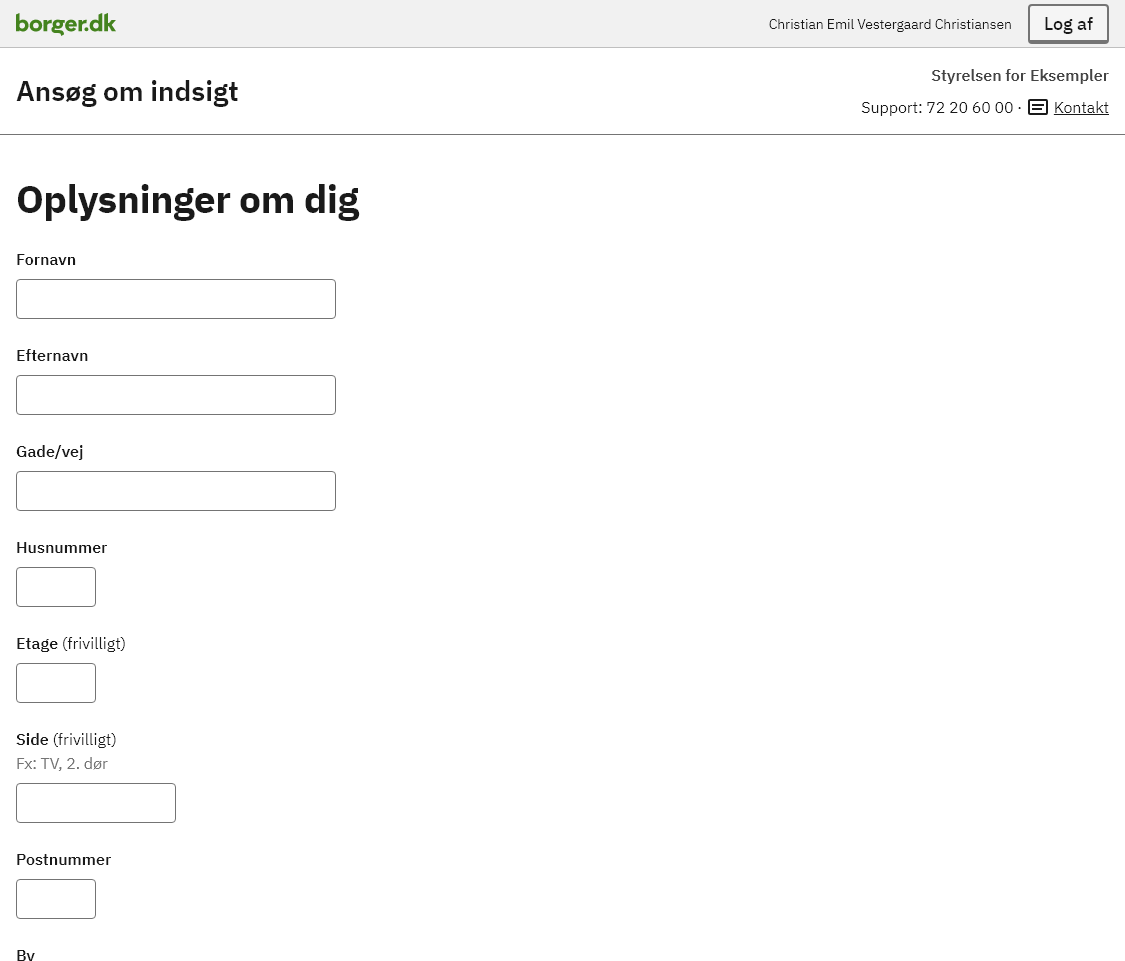 borger.dk
Christian Emil Vestergaard Christiansen
Log af
Ansøg om indsigt
Styrelsen for Eksempler
Support: 72 20 60 00 · Kontakt
Oplysninger om dig
Fornavn
Efternavn
Gade/vej
Husnummer
Etage (frivilligt)
Side (frivilligt)
Fx: TV, 2. dør
Postnummer
By